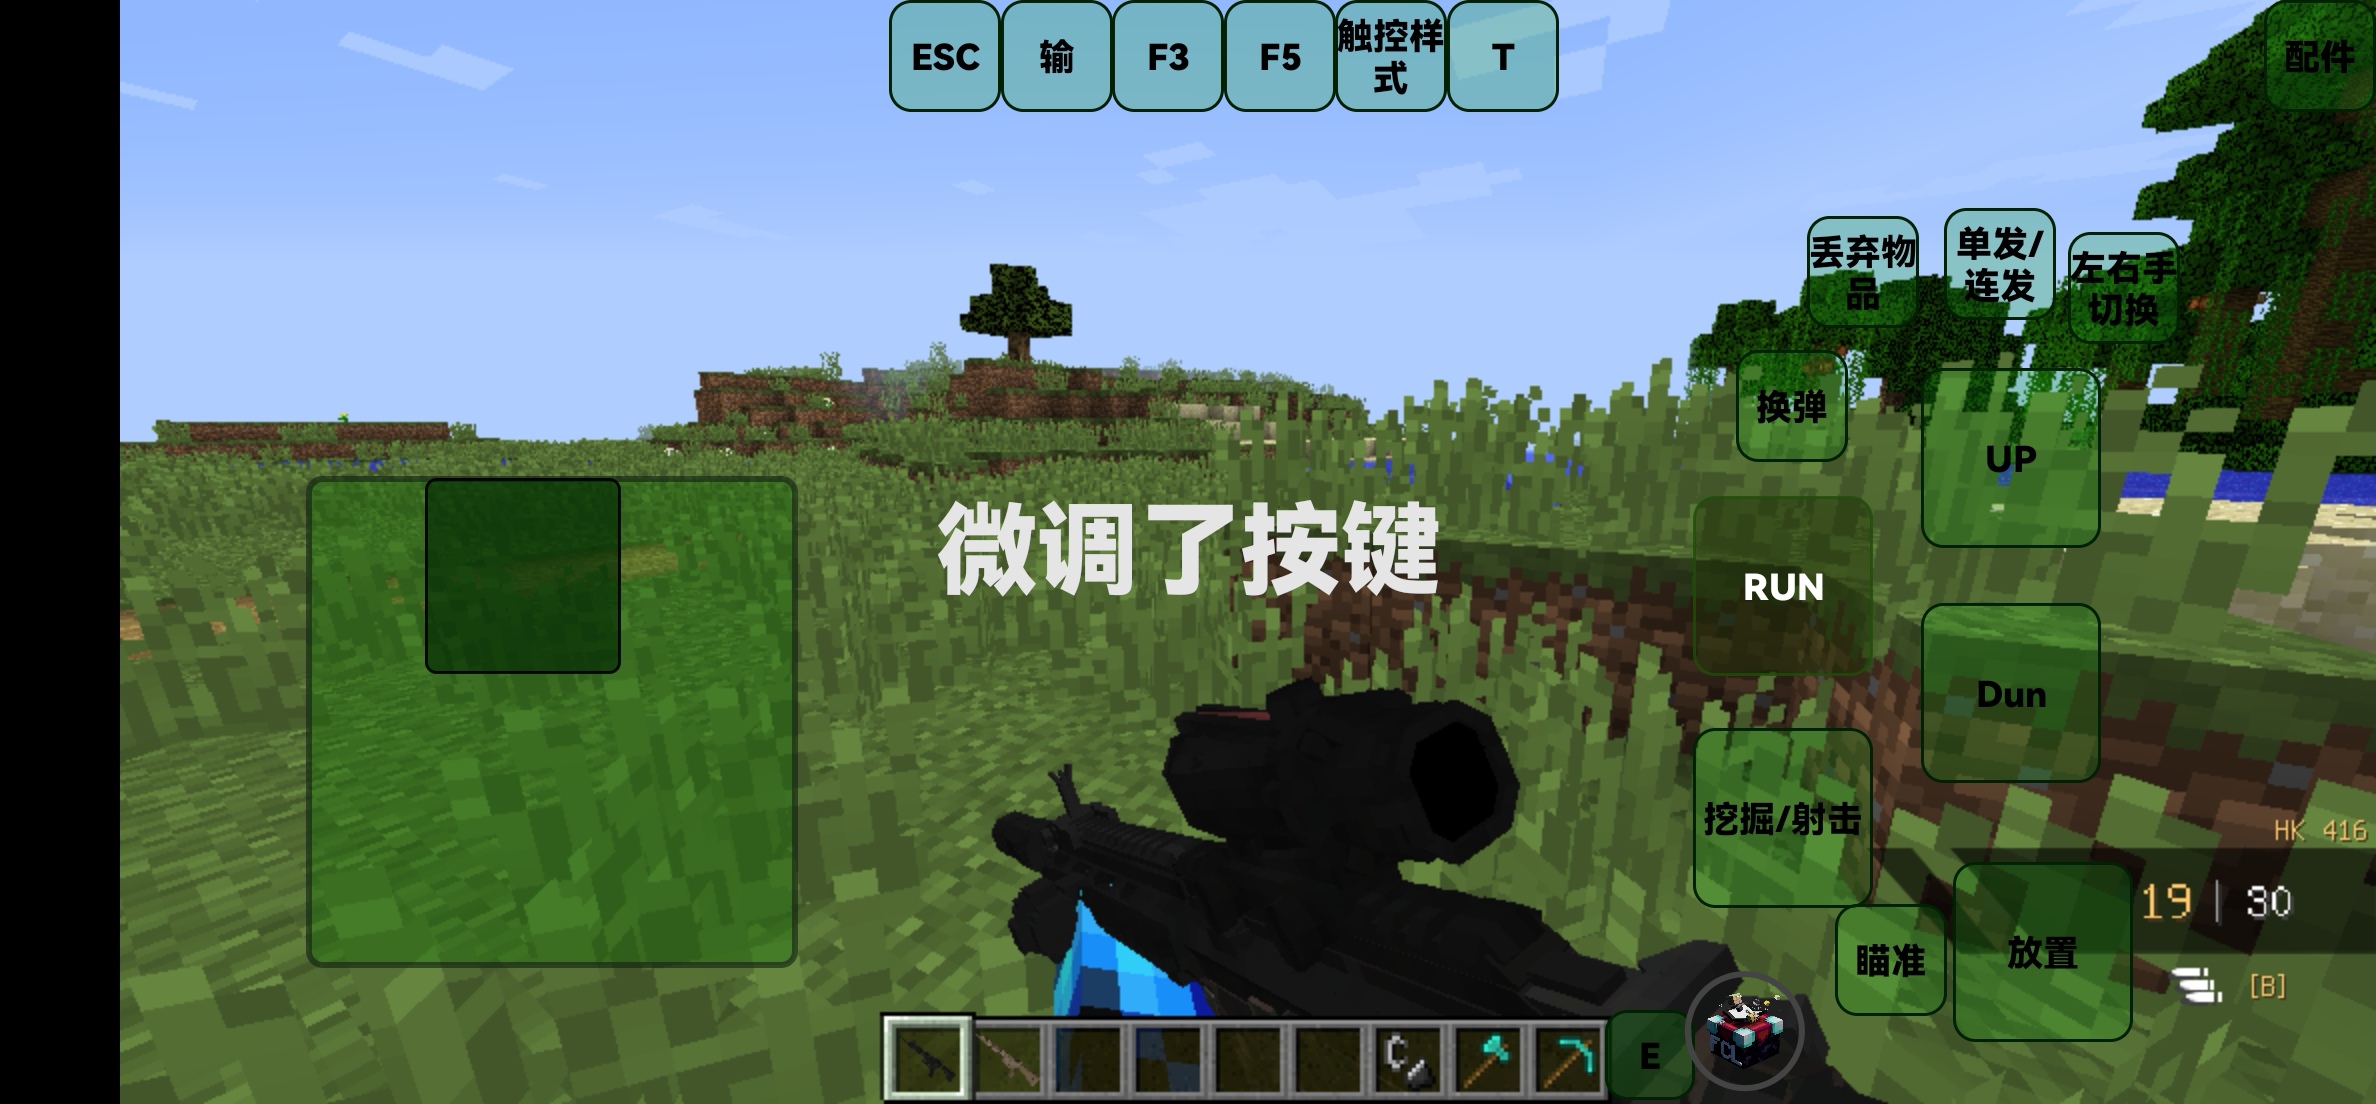 ESC
输
F3
F5
触控样
式
T
配件
丢弃物
品
单发/
连发
左右手
切换
换弹
UP
微调了按键
RUN
Dun
挖掘/射击
HK 416
19 | 30
瞄准
放置
[B]
E
FCL